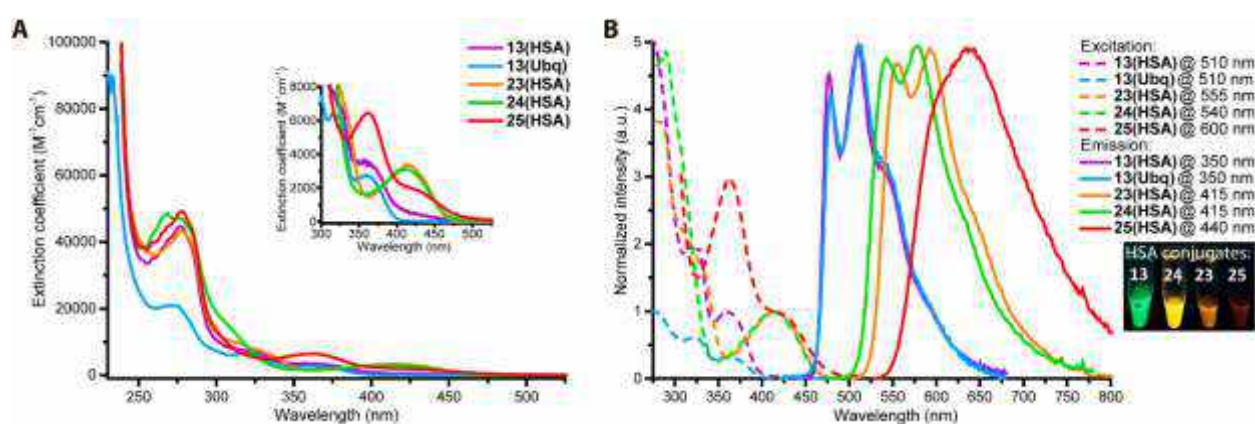 A
Extinction coefficient (M⁻¹cm⁻¹)
100000
80000
60000
40000
20000
0
250 300 350 400 450 500
Wavelength (nm)
Extinction coefficient (M⁻¹cm⁻¹)
8000
6000
4000
2000
0
300 350 400 450 500
Wavelength (nm)
13(HSA)
13(Ubq)
23(HSA)
24(HSA)
25(HSA)
B
Normalized intensity (a.u.)
5
4
3
2
1
0
300 350 400 450 500 550 600 650 700 750 800
Wavelength (nm)
Excitation:
13(HSA) @ 510 nm
13(Ubq) @ 510 nm
23(HSA) @ 555 nm
24(HSA) @ 540 nm
25(HSA) @ 600 nm
Emission:
13(HSA) @ 350 nm
13(Ubq) @ 350 nm
23(HSA) @ 415 nm
24(HSA) @ 415 nm
25(HSA) @ 440 nm
HSA conjugates:
13 24 23 25